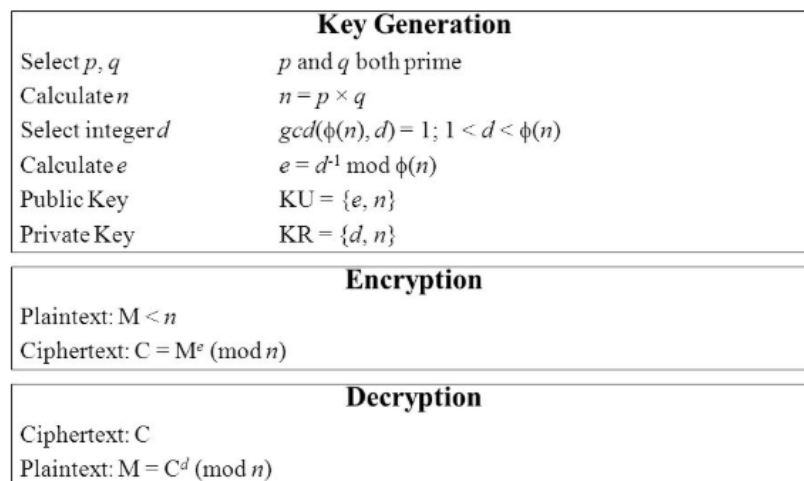 Key Generation
Select p, q p and q both prime
Calculate n n = p × q
Select integer d gcd(ϕ(n), d) = 1; 1 < d < ϕ(n)
Calculate e e = d⁻¹ mod ϕ(n)
Public Key KU = {e, n}
Private Key KR = {d, n}
Encryption
Plaintext: M < n
Ciphertext: C = Mᵉ (mod n)
Decryption
Ciphertext: C
Plaintext: M = Cᵈ (mod n)